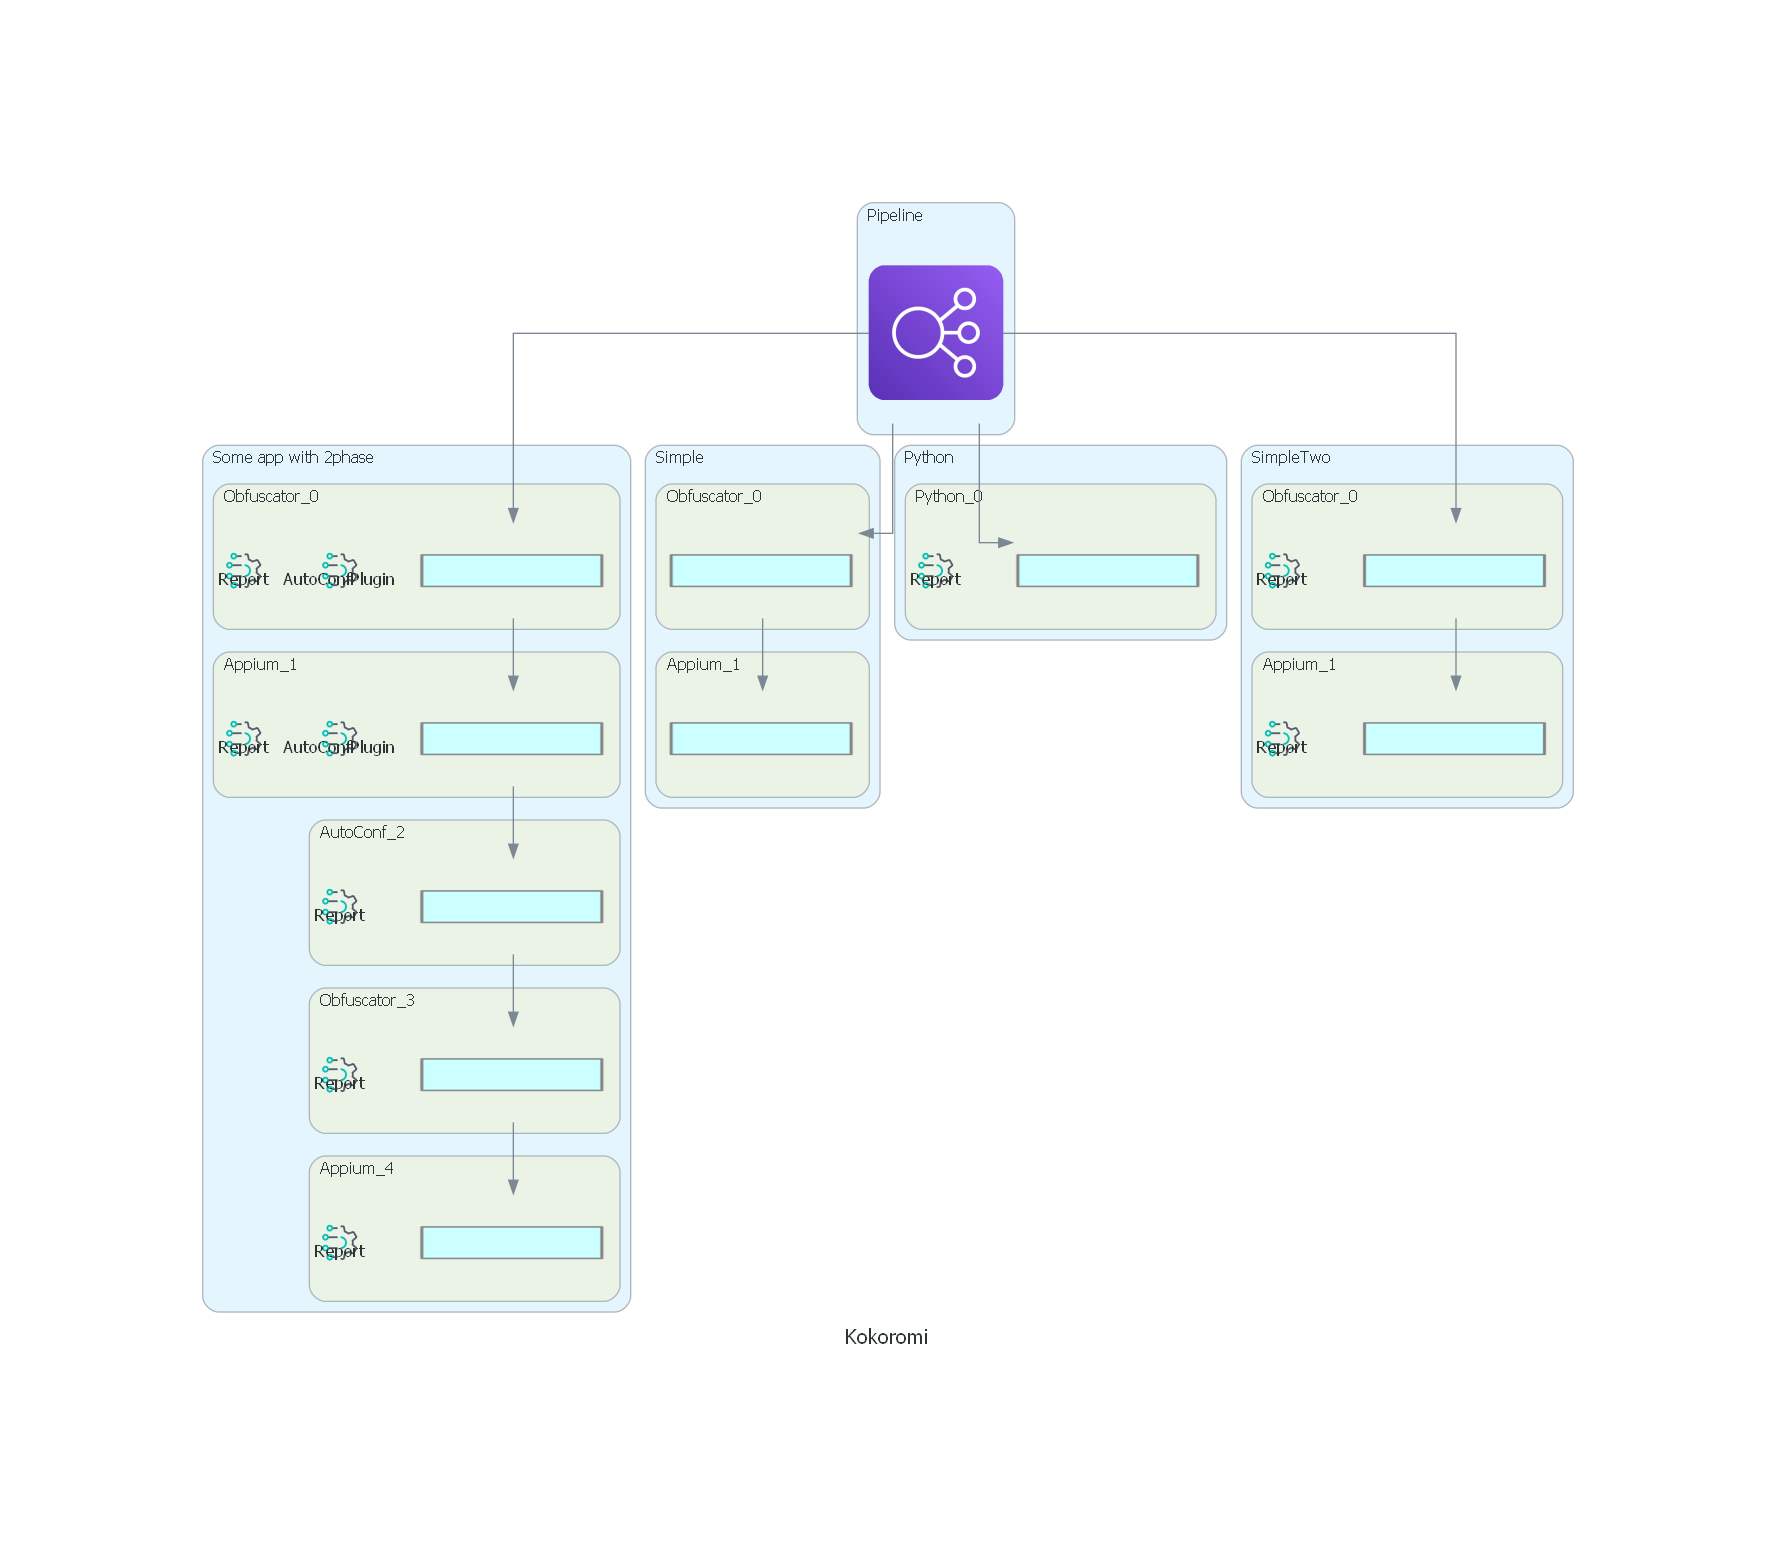 Pipeline
Some app with 2phase
Obfuscator_0
Report
AutoConfPlugin
Appium_1
Report
AutoConfPlugin
AutoConf_2
Report
Obfuscator_3
Report
Appium_4
Report
Simple
Obfuscator_0
Appium_1
Python
Python_0
Report
SimpleTwo
Obfuscator_0
Report
Appium_1
Report
Kokoromi